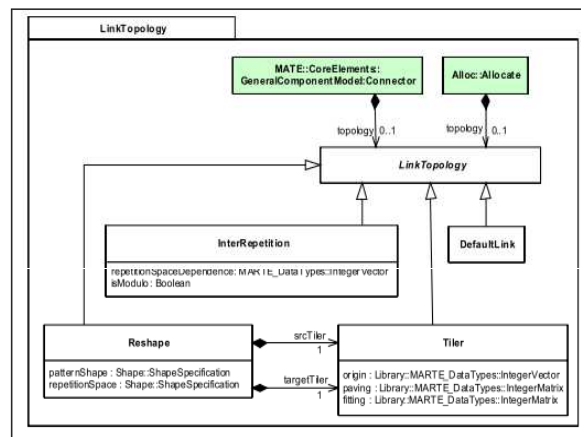 LinkTopology
MATE::CoreElements::
GeneralComponentModel:Connector
Alloc::Allocate
topology 0..1
topology 0..1
LinkTopology
InterRepetition
repetitionSpaceDependence: MARTE_DataTypes::IntegerVector
isModulo : Boolean
DefaultLink
Reshape
patternShape : Shape::ShapeSpecification
repetitionSpace : Shape::ShapeSpecification
srcTiler
1
targetTiler
1
Tiler
origin : Library::MARTE_DataTypes::IntegerVector
paving : Library::MARTE_DataTypes::IntegerMatrix
fitting : Library::MARTE_DataTypes::IntegerMatrix